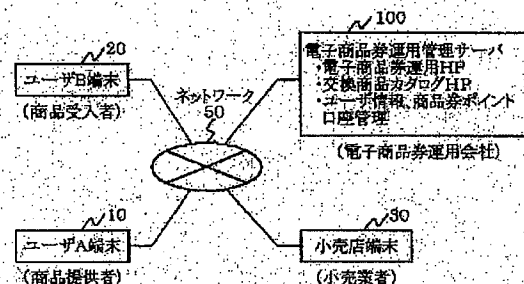 100
20
電子商品券運用管理サーバ
・電子商品券運用HP
・交換商品カタログHP
・ユーザ情報、商品券ポイント
口座管理
(電子商品券運用会社)
ユーザB端末
(商品受入者)
ネットワーク
50
10
ユーザA端末
(商品提供者)
30
小売店端末
(小売業者)